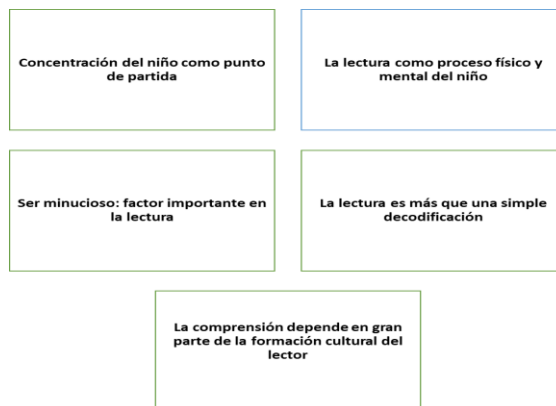 Concentración del niño como punto
de partida
La lectura como proceso físico y
mental del niño
Ser minucioso: factor importante en
la lectura
La lectura es más que una simple
decodificación
La comprensión depende en gran
parte de la formación cultural del
lector